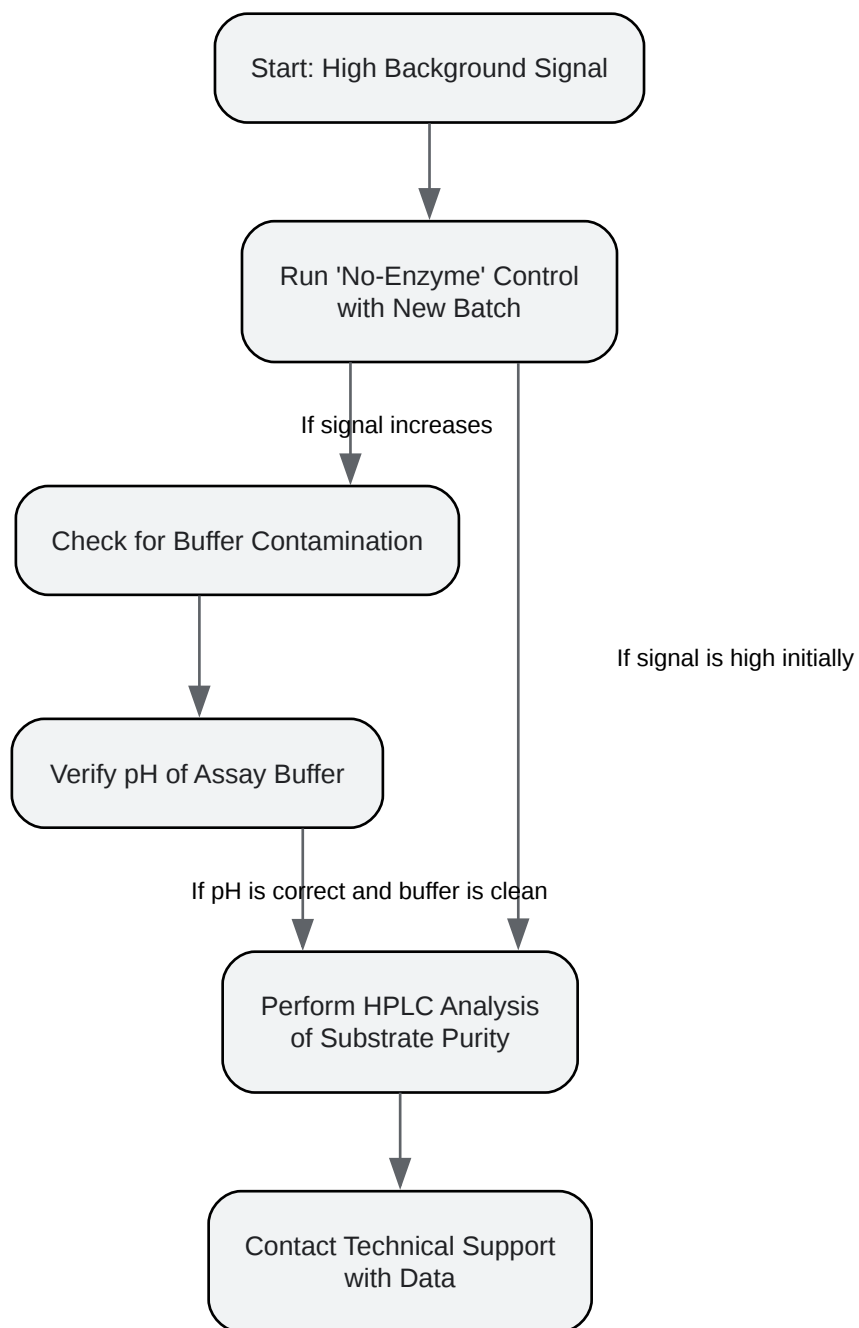 Start: High Background Signal
Run 'No-Enzyme' Control
with New Batch
If signal increases
Check for Buffer Contamination
If signal is high initially
Verify pH of Assay Buffer
If pH is correct and buffer is clean
Perform HPLC Analysis
of Substrate Purity
Contact Technical Support
with Data